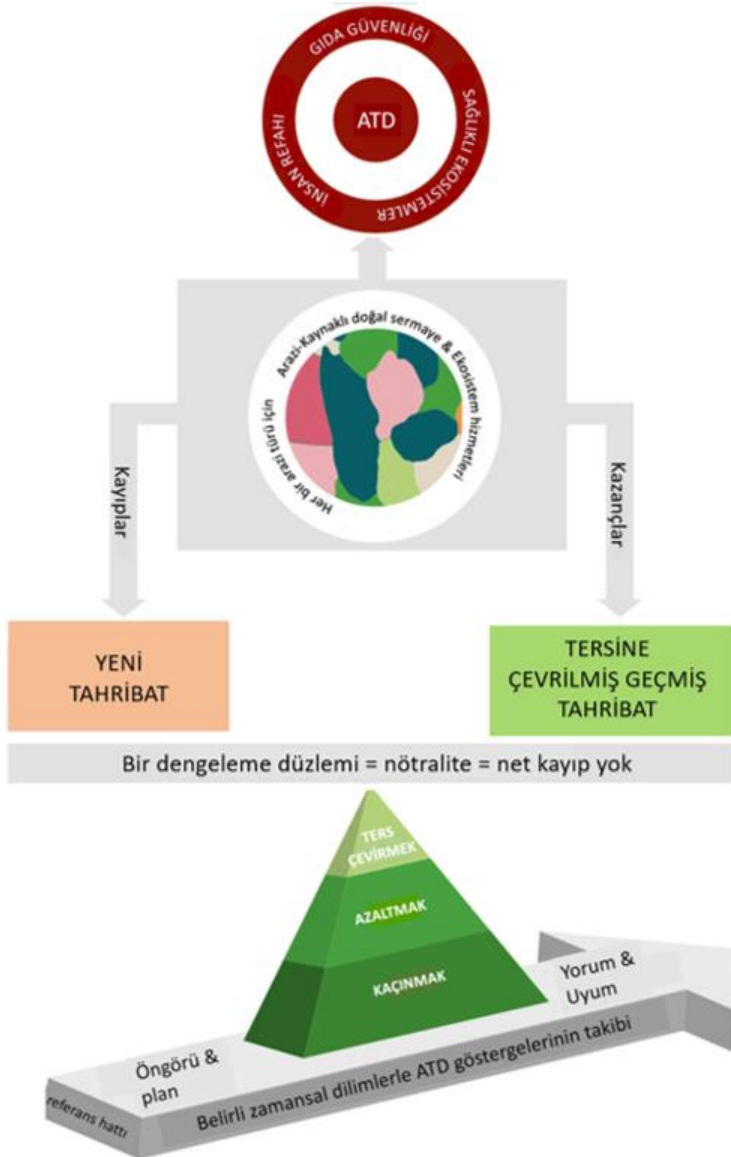 GIDA GÜVENLİĞİ
SAĞLIKLI EKOSİSTEMLER
İNSAN REFAHI
ATD
Arazi-Kaynaklı doğal sermaye & Ekosistem hizmetleri
Her bir arazi türü için
Kayıplar
Kazançlar
YENİ
TAHRİBAT
TERSİNE
ÇEVRİLMİŞ GEÇMİŞ
TAHRİBAT
Bir dengeleme düzlemi = nötralite = net kayıp yok
TERS
ÇEVİRMEK
AZALTMAK
KAÇINMAK
Yorum &
Uyum
Öngörü &
plan
Belirli zamansal dilimlerle ATD göstergelerinin takibi
referans hattı